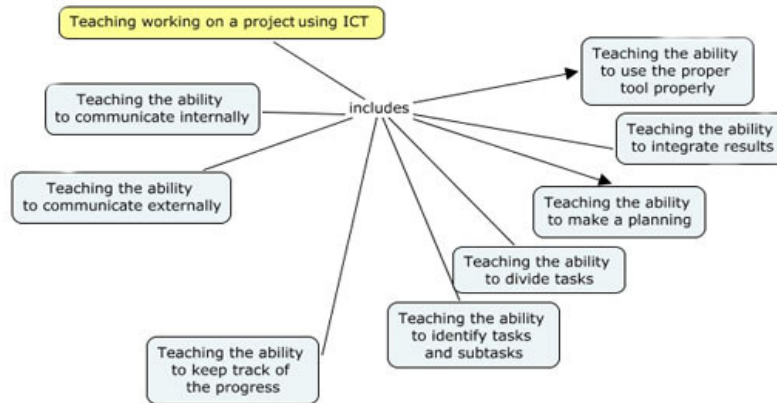 Teaching working on a project using ICT
includes
Teaching the ability
to communicate internally
Teaching the ability
to communicate externally
Teaching the ability
to keep track of
the progress
Teaching the ability
to identify tasks
and subtasks
Teaching the ability
to divide tasks
Teaching the ability
to make a planning
Teaching the ability
to integrate results
Teaching the ability
to use the proper
tool properly